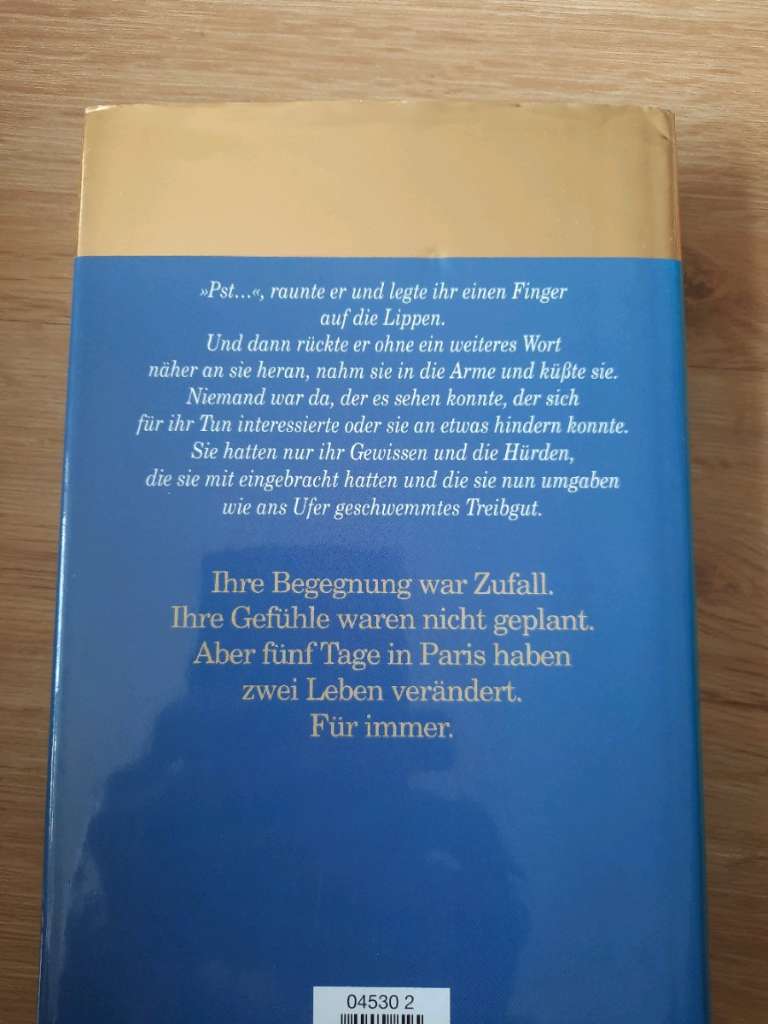 »Pst...«, raunte er und legte ihr einen Finger
auf die Lippen.
Und dann rückte er ohne ein weiteres Wort
näher an sie heran, nahm sie in die Arme und küßte sie.
Niemand war da, der es sehen konnte, der sich
für ihr Tun interessierte oder sie an etwas hindern konnte.
Sie hatten nur ihr Gewissen und die Hürden,
die sie mit eingebracht hatten und die sie nun umgaben
wie ans Ufer geschwemmtes Treibgut.
Ihre Begegnung war Zufall.
Ihre Gefühle waren nicht geplant.
Aber fünf Tage in Paris haben
zwei Leben verändert.
Für immer.
04530 2